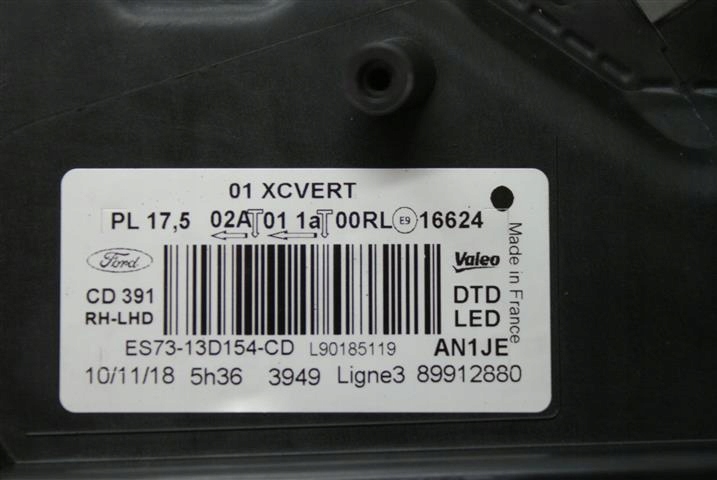 01 XCVERT
PL 17,5 02A 01 1a 00RL E9 16624
Ford
Valeo
Made in France
CD 391
DTD
RH-LHD
LED
ES73-13D154-CD L90185119 AN1JE
10/11/18 5h36 3949 Ligne3 89912880